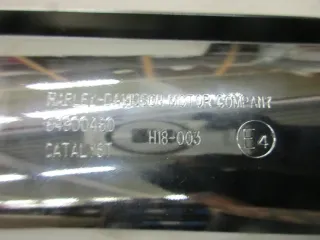 HARLEY-DAVIDSON MOTOR COMPANY
64900460 H18-003 E4
CATALYST